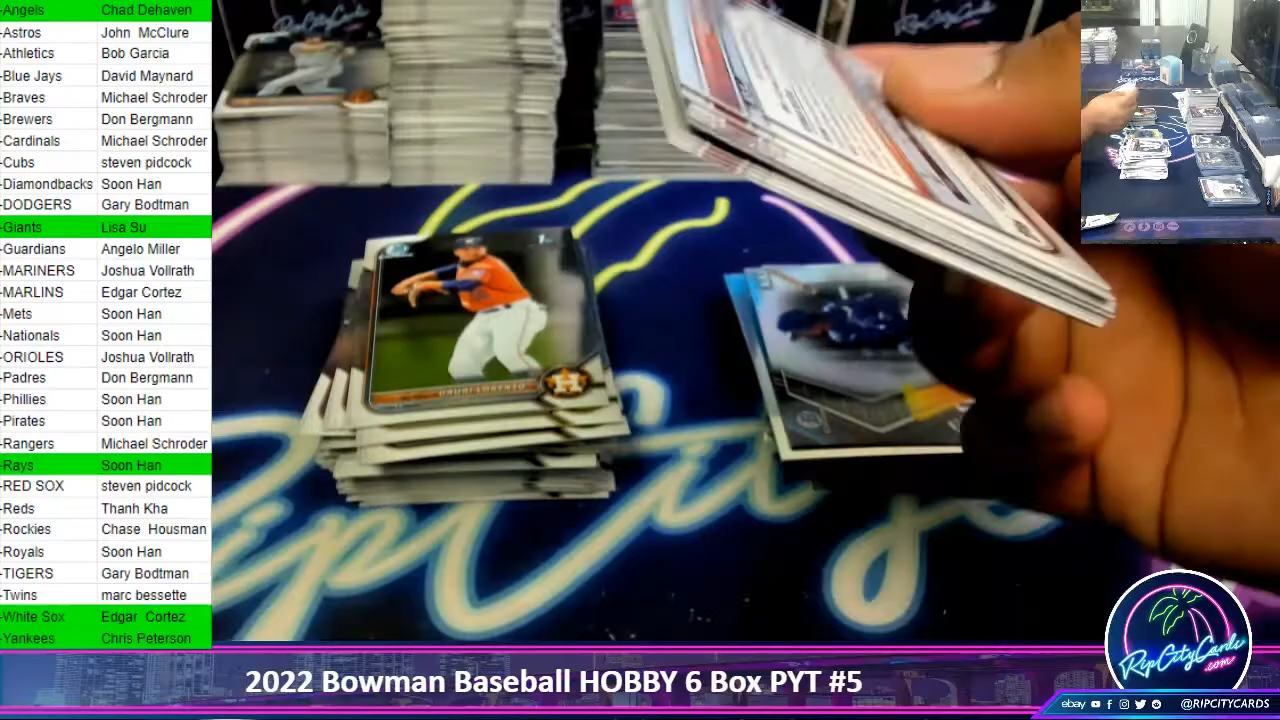 -Angels Chad Dehaven
-Astros John McClure
-Athletics Bob Garcia
-Blue Jays David Maynard
-Braves Michael Schroder
-Brewers Don Bergmann
-Cardinals Michael Schroder
-Cubs steven pidcock
-Diamondbacks Soon Han
-DODGERS Gary Bodtman
-Giants Lisa Su
-Guardians Angelo Miller
-MARINERS Joshua Vollrath
-MARLINS Edgar Cortez
-Mets Soon Han
-Nationals Soon Han
-ORIOLES Joshua Vollrath
-Padres Don Bergmann
-Phillies Soon Han
-Pirates Soon Han
-Rangers Michael Schroder
-Rays Soon Han
-RED SOX steven pidcock
-Reds Thanh Kha
-Rockies Chase Housman
-Royals Soon Han
-TIGERS Gary Bodtman
-Twins marc bessette
-White Sox Edgar Cortez
-Yankees Chris Peterson
H
Rip City
RipCityCards
.com
2022 Bowman Baseball HOBBY 6 Box PYT #5
ebay @RIPCITYCARDS